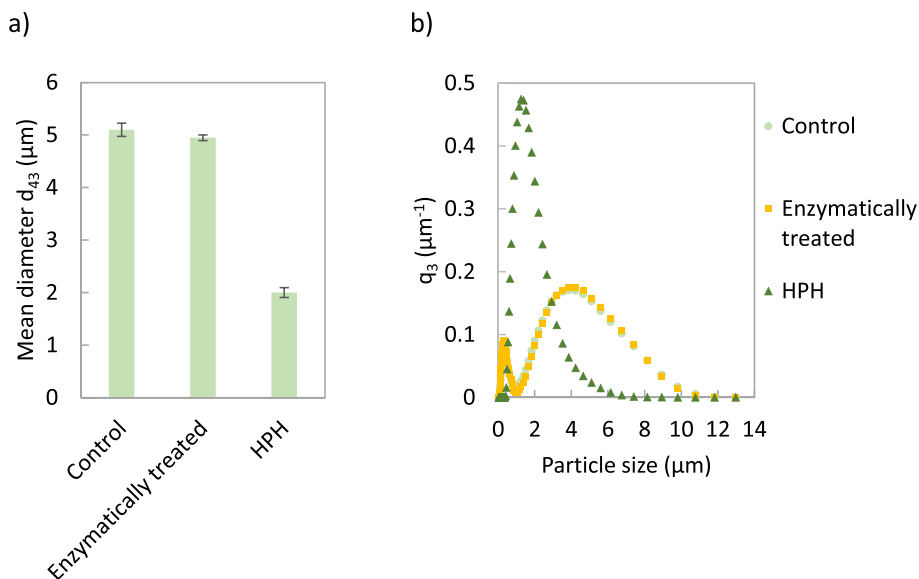 a)
6
5
4
3
2
1
0
Mean diameter d₄₃ (µm)
Control
Enzymatically treated
HPH
b)
0.5
0.4
0.3
0.2
0.1
0
q₃ (µm⁻¹)
0 2 4 6 8 10 12 14
Particle size (µm)
Control
Enzymatically
treated
HPH